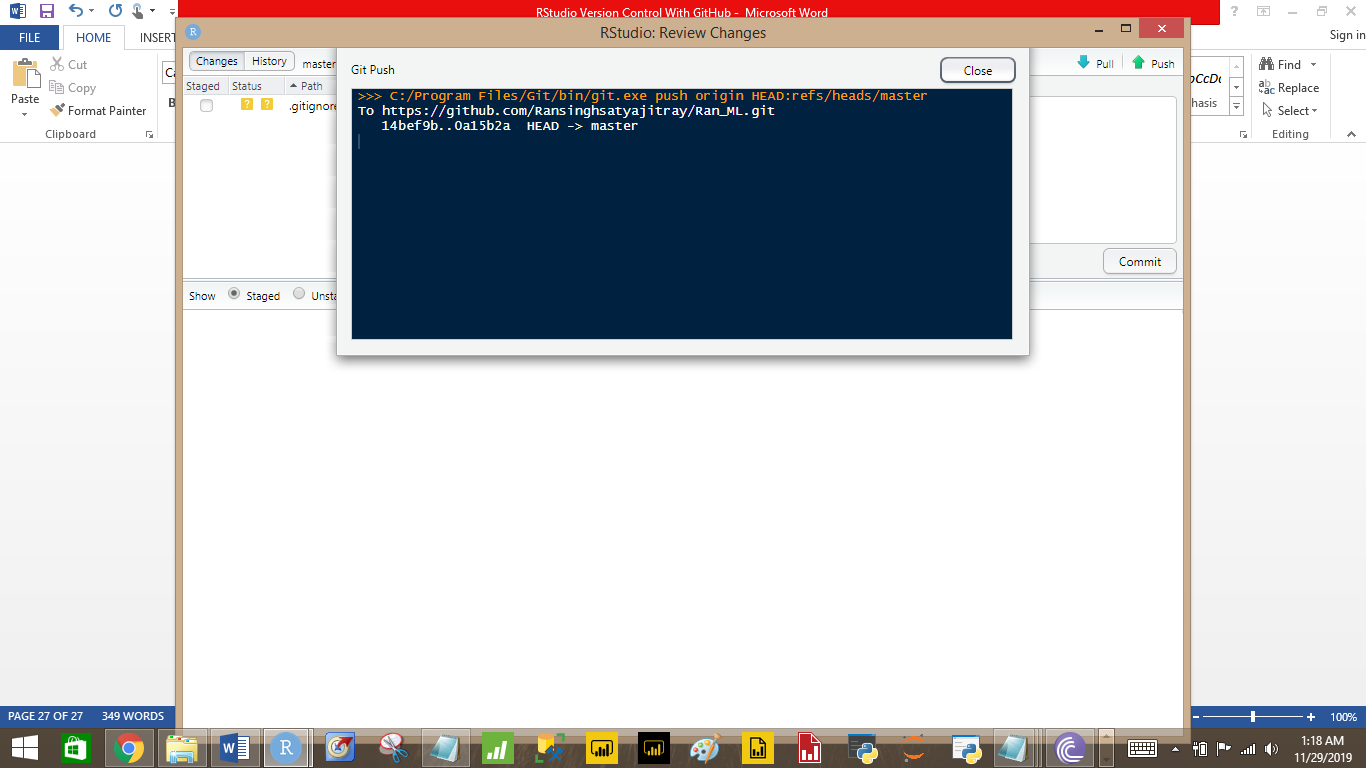 RStudio Version Control With GitHub - Microsoft Word
FILE
HOME
INSERT
Sign in
RStudio: Review Changes
Paste
Cut
Copy
Format Painter
Clipboard
B
Changes
History
master
Pull
Push
Staged
Status
Path
.gitignore
Git Push
Close
>>> C:/Program Files/Git/bin/git.exe push origin HEAD:refs/heads/master
To https://github.com/Ransinghsatyajitray/Ran_ML.git
14bef9b..0a15b2a HEAD -> master
Commit
Show
Staged
Unsta
hasis
Find
Replace
Select
Editing
PAGE 27 OF 27
349 WORDS
100%
1:18 AM
11/29/2019